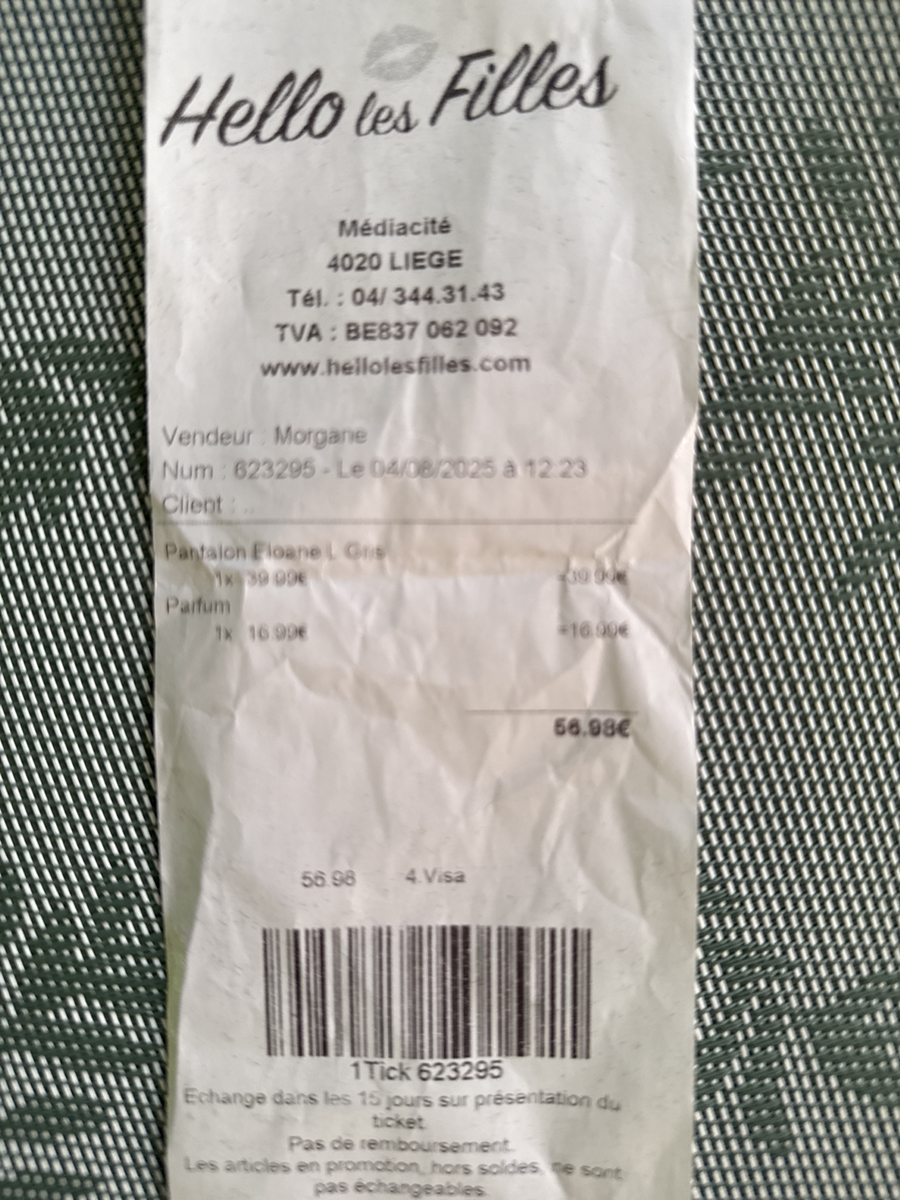 Hello les Filles
Médiacité
4020 LIEGE
Tél. : 04/ 344.31.43
TVA : BE837 062 092
www.hellolesfilles.com
Vendeur : Morgane
Num : 623295 - Le 04/08/2025 à 12:23
Client : ..
Pantalon Eloane L Gris
1x 39.99€ =39.99€
Parfum
1x 16.99€ =16.99€
56.98€
56.98 4.Visa
1Tick 623295
Echange dans les 15 jours sur présentation du
ticket.
Pas de remboursement.
Les articles en promotion, hors soldes, ne sont
pas échangeables.